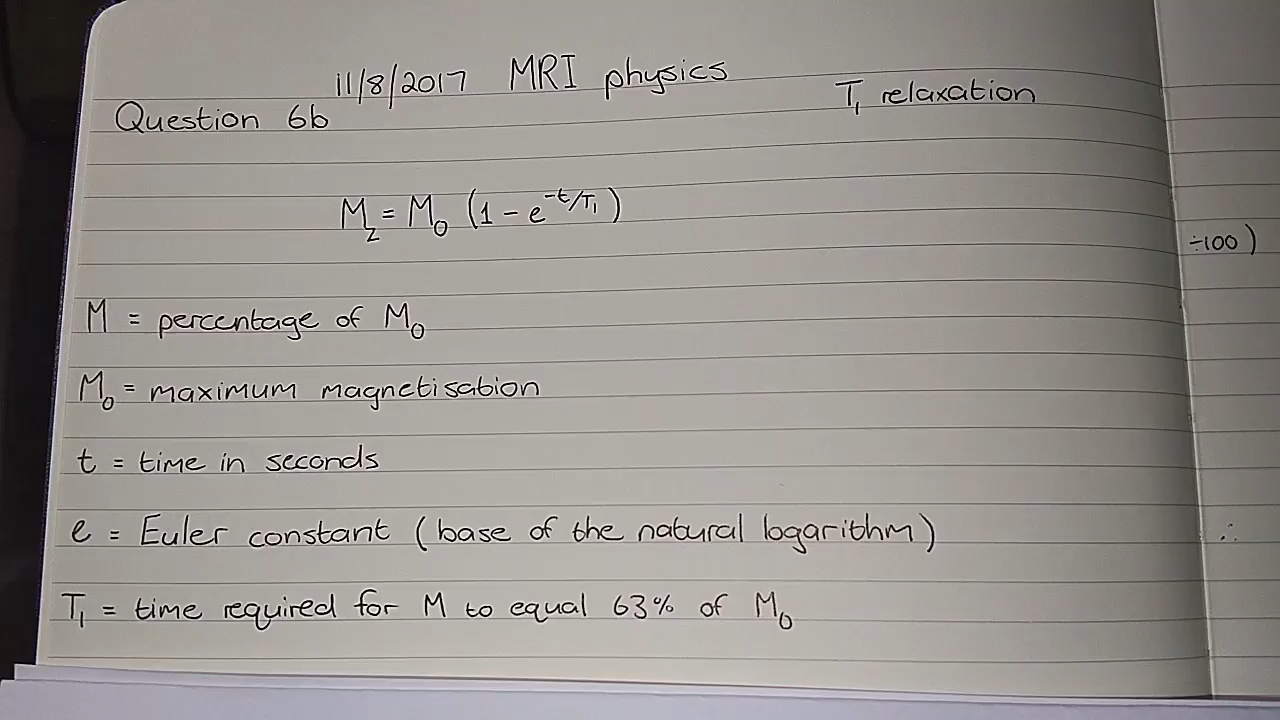 11/8/2017 MRI physics
T₁ relaxation
Question 6b
M_z = M₀ (1 - e^{-t/T₁})
÷100)
M = percentage of M₀
M₀ = maximum magnetisation
t = time in seconds
e = Euler constant (base of the natural logarithm)
∴
T₁ = time required for M to equal 63% of M₀